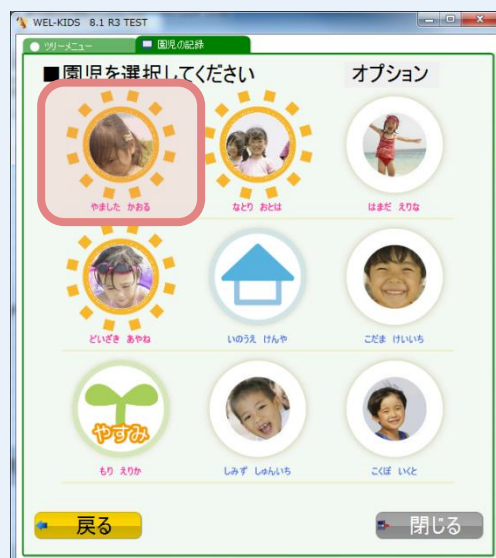 WEL-KIDS 8.1 R3 TEST
ツリーメニュー 園児の記録
■園児を選択してください オプション
やました かおる なとり おとは はまだ えりな
どいざき あやね いのうえ けんや こだま けいいち
やすみ
もり えりか しみず しゅんいち こくぼ いくと
戻る 閉じる